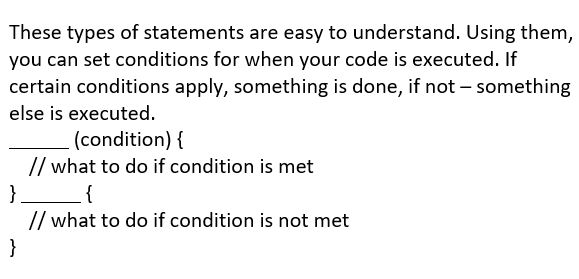 These types of statements are easy to understand. Using them,
you can set conditions for when your code is executed. If
certain conditions apply, something is done, if not – something
else is executed.
______ (condition) {
// what to do if condition is met
} ______ {
// what to do if condition is not met
}